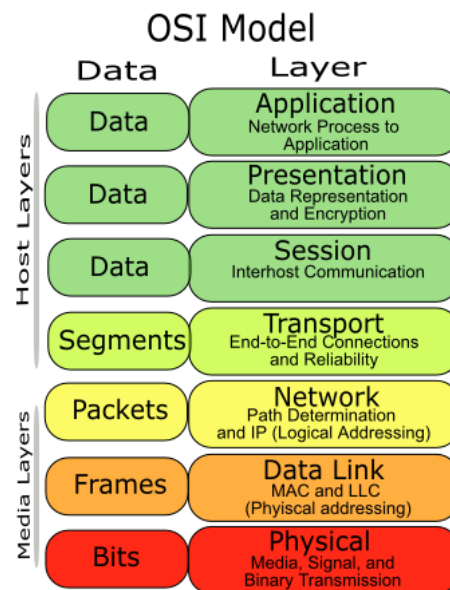 OSI Model
Data Layer
Host Layers
Data
Application
Network Process to
Application
Data
Presentation
Data Representation
and Encryption
Data
Session
Interhost Communication
Segments
Transport
End-to-End Connections
and Reliability
Media Layers
Packets
Network
Path Determination
and IP (Logical Addressing)
Frames
Data Link
MAC and LLC
(Phyiscal addressing)
Bits
Physical
Media, Signal, and
Binary Transmission